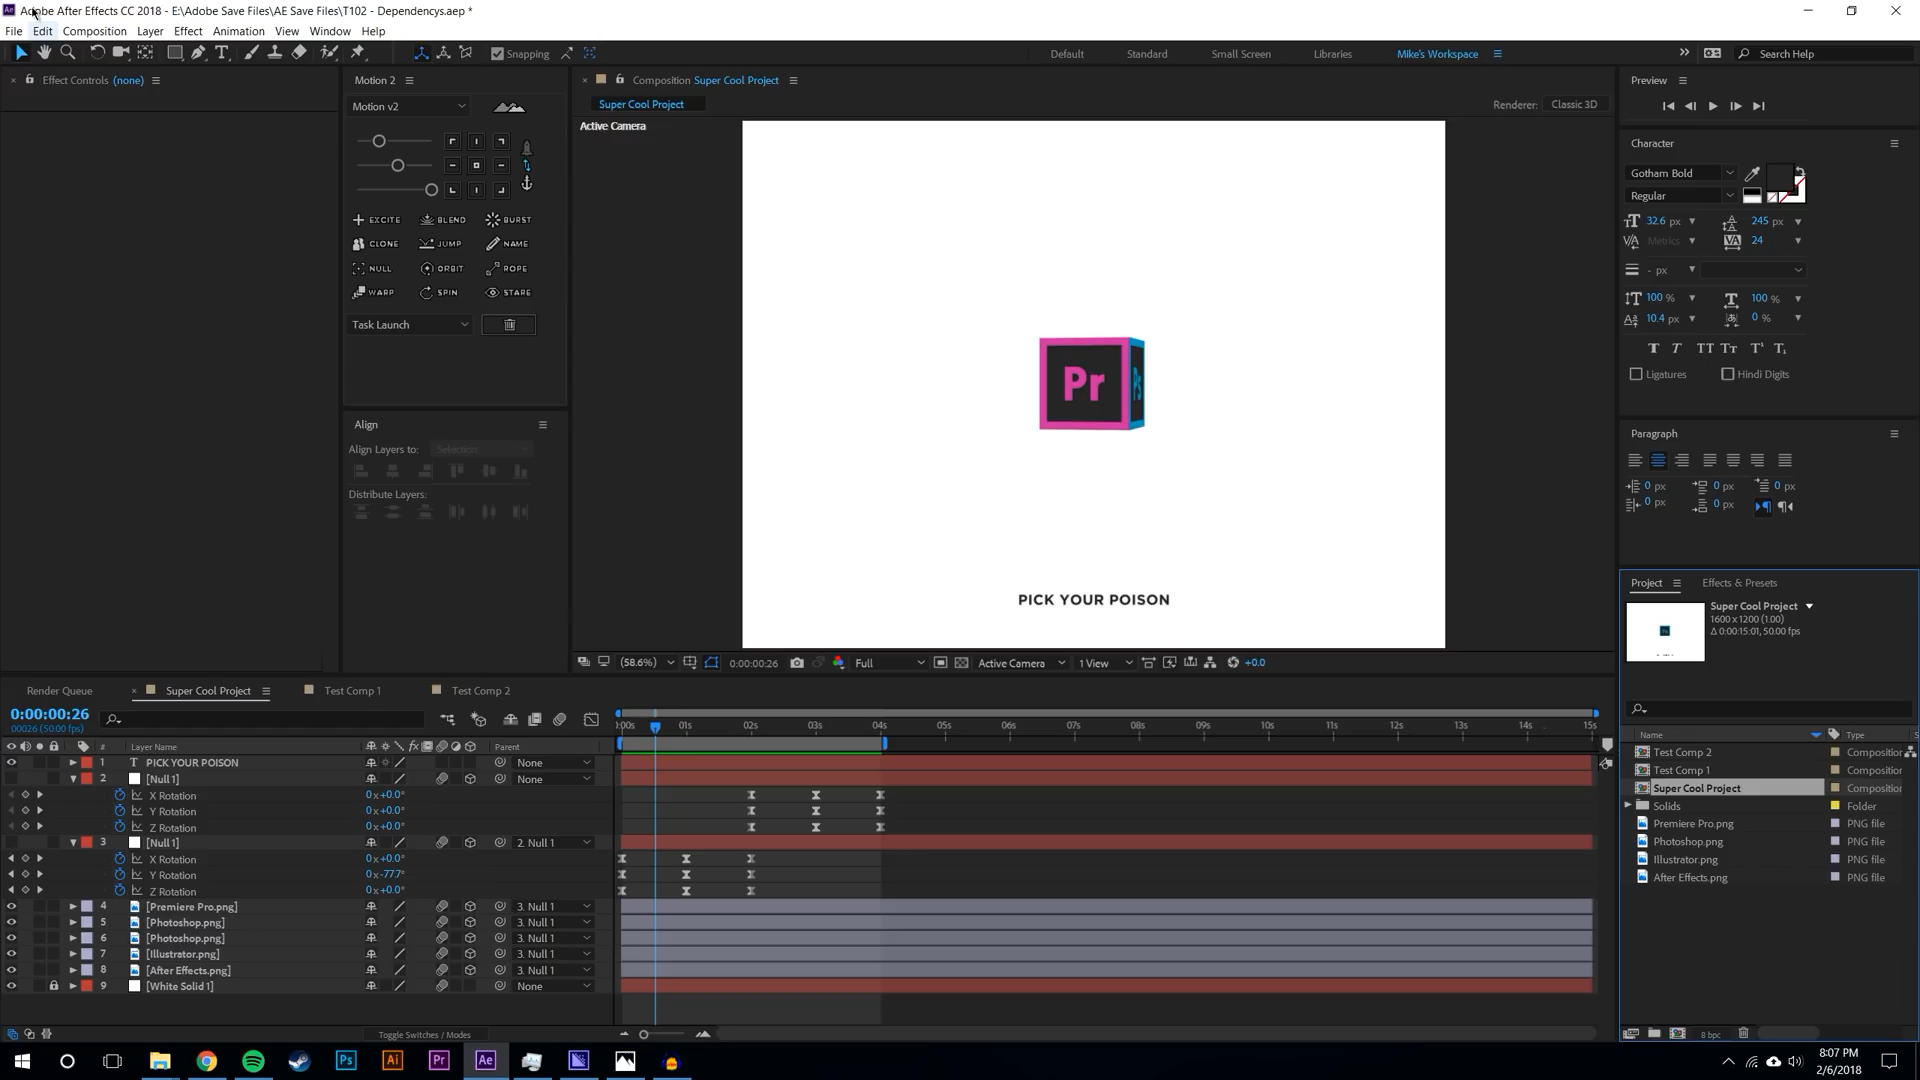 Adobe After Effects CC 2018 - E:\Adobe Save Files\AE Save Files\T102 - Dependencys.aep *
File Edit Composition Layer Effect Animation View Window Help
Snapping Default Standard Small Screen Libraries Mike's Workspace Search Help
Effect Controls (none)
Motion 2
Composition Super Cool Project
Preview
Motion v2
Super Cool Project
Renderer: Classic 3D
Active Camera
Character
Gotham Bold
Regular
EXCITE BLEND BURST
CLONE JUMP NAME
NULL ORBIT ROPE
WARP SPIN STARE
Task Launch
32.6 px 245 px
Metrics 24
- px
100 % 100 %
10.4 px 0 %
Ligatures Hindi Digits
Pr
Ps
Align
Align Layers to: Selection
Distribute Layers:
Paragraph
0 px 0 px 0 px
0 px 0 px
PICK YOUR POISON
Project Effects & Presets
Super Cool Project
1600 x 1200 (1.00)
Δ 0:00:15:01, 50.00 fps
(58.6%) 0:00:00:26 Full Active Camera 1 View +0.0
Render Queue Super Cool Project Test Comp 1 Test Comp 2
0:00:00:26
00026 (50.00 fps)
:00s 01s 02s 03s 04s 05s 06s 07s 08s 09s 10s 11s 12s 13s 14s 15s
# Layer Name fx Parent
1 T PICK YOUR POISON None
2 [Null 1] None
X Rotation 0x+0.0°
Y Rotation 0x+0.0°
Z Rotation 0x+0.0°
3 [Null 1] 2. Null 1
X Rotation 0x+0.0°
Y Rotation 0x-77.7°
Z Rotation 0x+0.0°
4 [Premiere Pro.png] 3. Null 1
5 [Photoshop.png] 3. Null 1
6 [Photoshop.png] 3. Null 1
7 [Illustrator.png] 3. Null 1
8 [After Effects.png] 3. Null 1
9 [White Solid 1] None
Toggle Switches / Modes
Name Type S
Test Comp 2 Composition
Test Comp 1 Composition
Super Cool Project Composition
Solids Folder
Premiere Pro.png PNG file
Photoshop.png PNG file
Illustrator.png PNG file
After Effects.png PNG file
8 bpc
Ps Ai Pr Ae
8:07 PM
2/6/2018